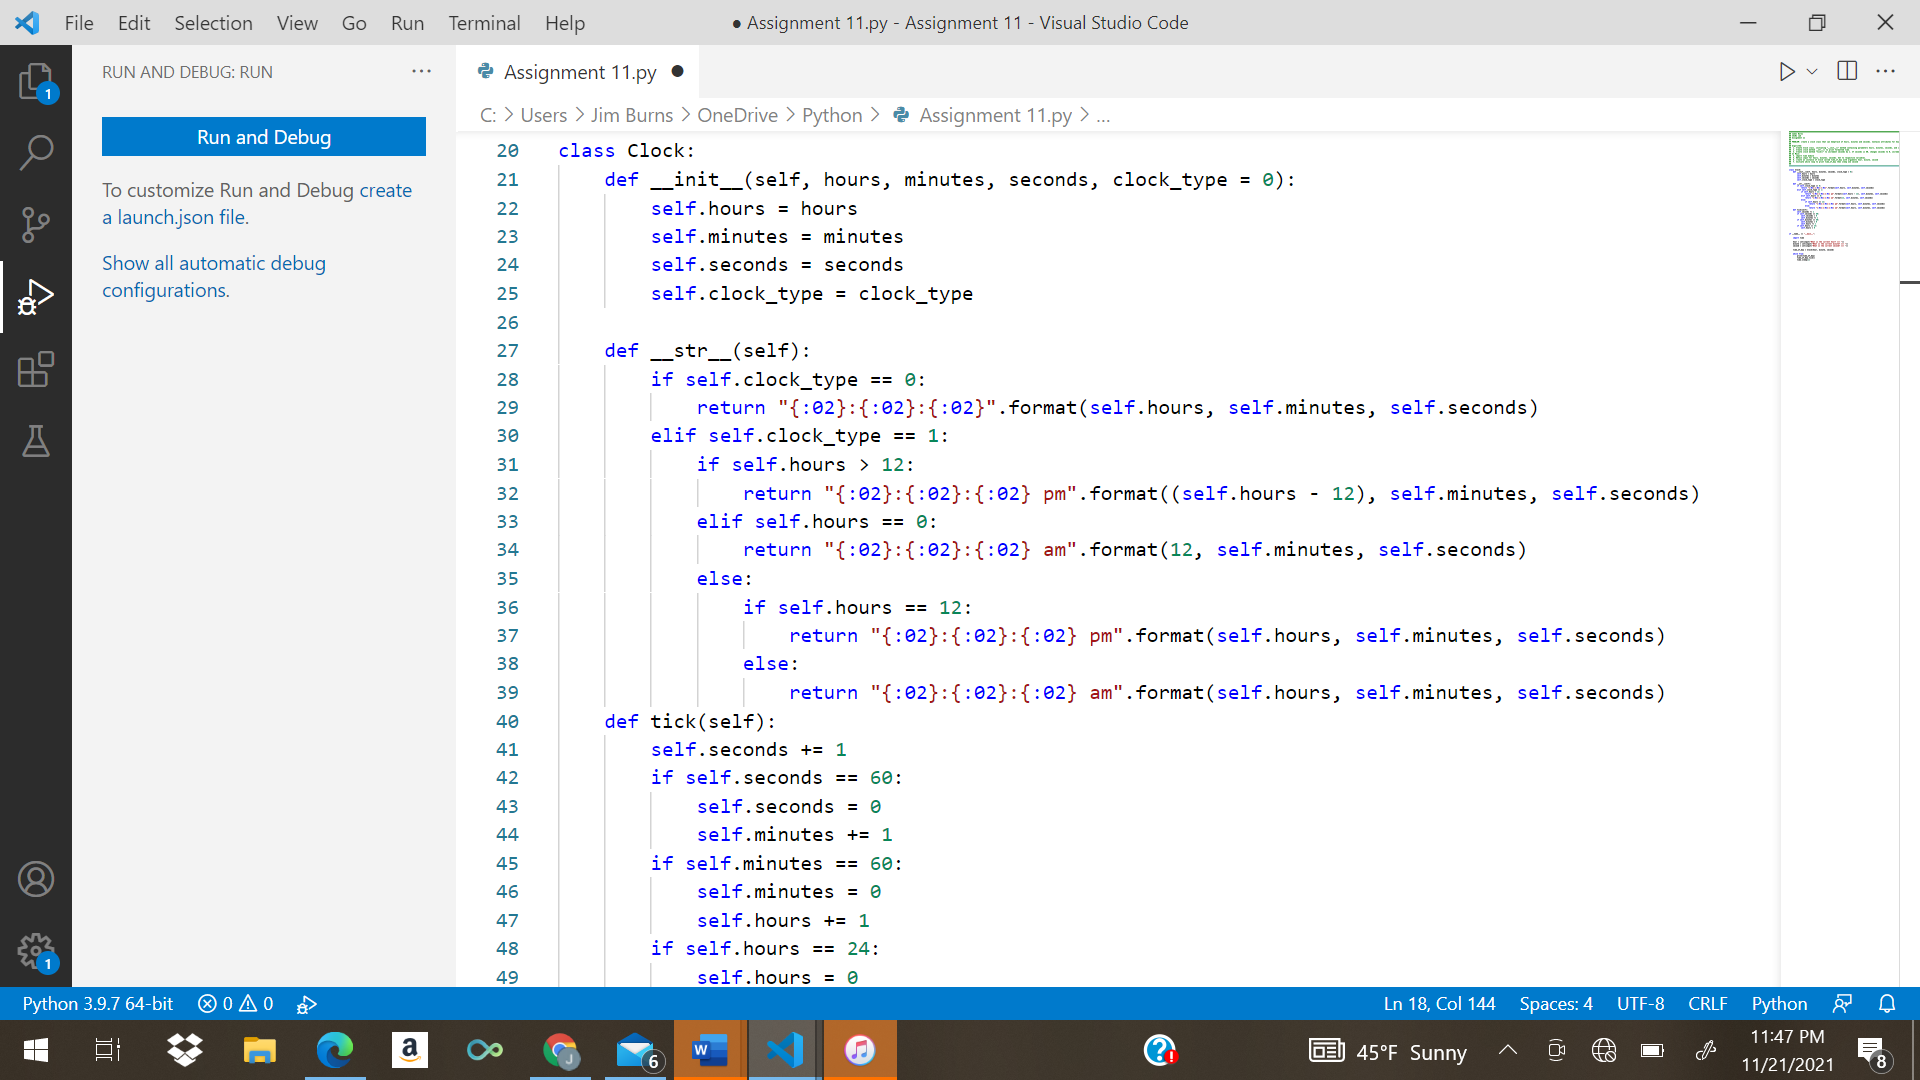 File Edit Selection View Go Run Terminal Help
● Assignment 11.py - Assignment 11 - Visual Studio Code
RUN AND DEBUG: RUN
Assignment 11.py
1
C: > Users > Jim Burns > OneDrive > Python > Assignment 11.py > ...
Run and Debug
To customize Run and Debug create
a launch.json file.
Show all automatic debug
configurations.
20 class Clock:
21     def __init__(self, hours, minutes, seconds, clock_type = 0):
22         self.hours = hours
23         self.minutes = minutes
24         self.seconds = seconds
25         self.clock_type = clock_type
26
27     def __str__(self):
28         if self.clock_type == 0:
29             return "{:02}:{:02}:{:02}".format(self.hours, self.minutes, self.seconds)
30         elif self.clock_type == 1:
31             if self.hours > 12:
32                 return "{:02}:{:02}:{:02} pm".format((self.hours - 12), self.minutes, self.seconds)
33             elif self.hours == 0:
34                 return "{:02}:{:02}:{:02} am".format(12, self.minutes, self.seconds)
35             else:
36                 if self.hours == 12:
37                     return "{:02}:{:02}:{:02} pm".format(self.hours, self.minutes, self.seconds)
38                 else:
39                     return "{:02}:{:02}:{:02} am".format(self.hours, self.minutes, self.seconds)
40     def tick(self):
41         self.seconds += 1
42         if self.seconds == 60:
43             self.seconds = 0
44             self.minutes += 1
45         if self.minutes == 60:
46             self.minutes = 0
47             self.hours += 1
48         if self.hours == 24:
49             self.hours = 0
1
Python 3.9.7 64-bit 0 0
Ln 18, Col 144 Spaces: 4 UTF-8 CRLF Python
a
J
6
W
45°F Sunny
11:47 PM
11/21/2021
8